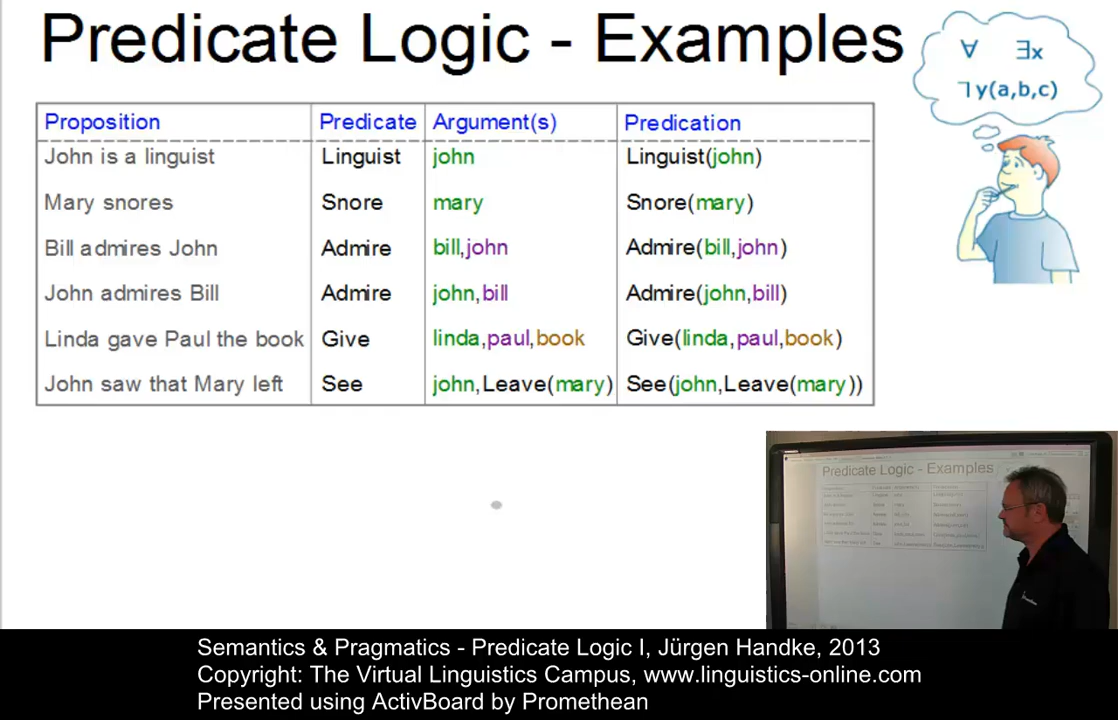 Predicate Logic - Examples
∀ ∃x
ꓶy(a,b,c)
Proposition Predicate Argument(s) Predication
John is a linguist Linguist john Linguist(john)
Mary snores Snore mary Snore(mary)
Bill admires John Admire bill,john Admire(bill,john)
John admires Bill Admire john,bill Admire(john,bill)
Linda gave Paul the book Give linda,paul,book Give(linda,paul,book)
John saw that Mary left See john,Leave(mary) See(john,Leave(mary))
Predicate Logic - Examples
Semantics & Pragmatics - Predicate Logic I, Jürgen Handke, 2013
Copyright: The Virtual Linguistics Campus, www.linguistics-online.com
Presented using ActivBoard by Promethean